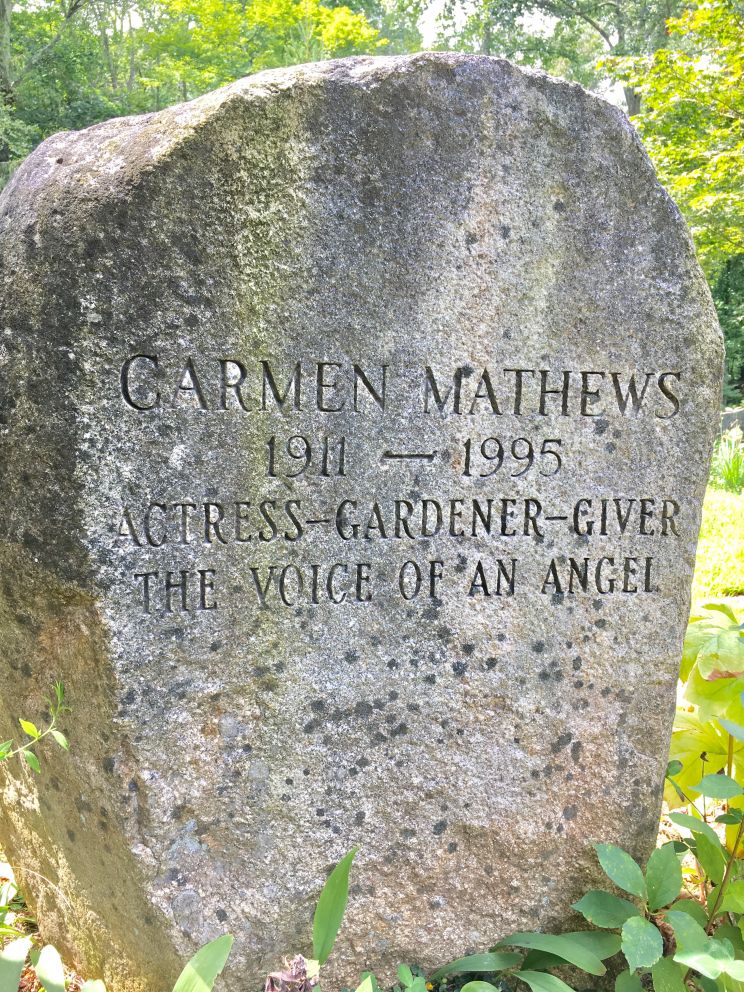 CARMEN MATHEWS
1911 — 1995
ACTRESS–GARDENER–GIVER
THE VOICE OF AN ANGEL